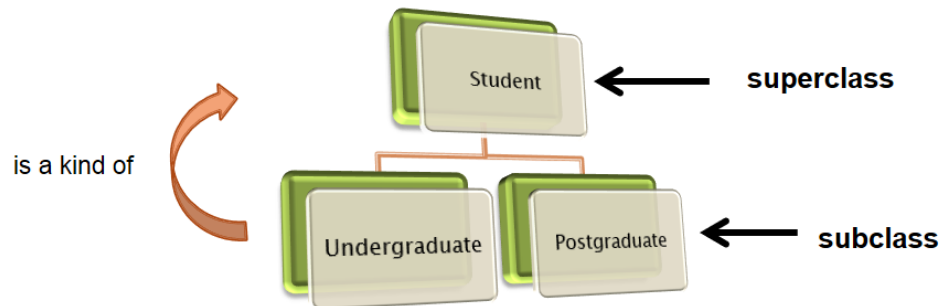 Student
superclass
is a kind of
Undergraduate
Postgraduate
subclass